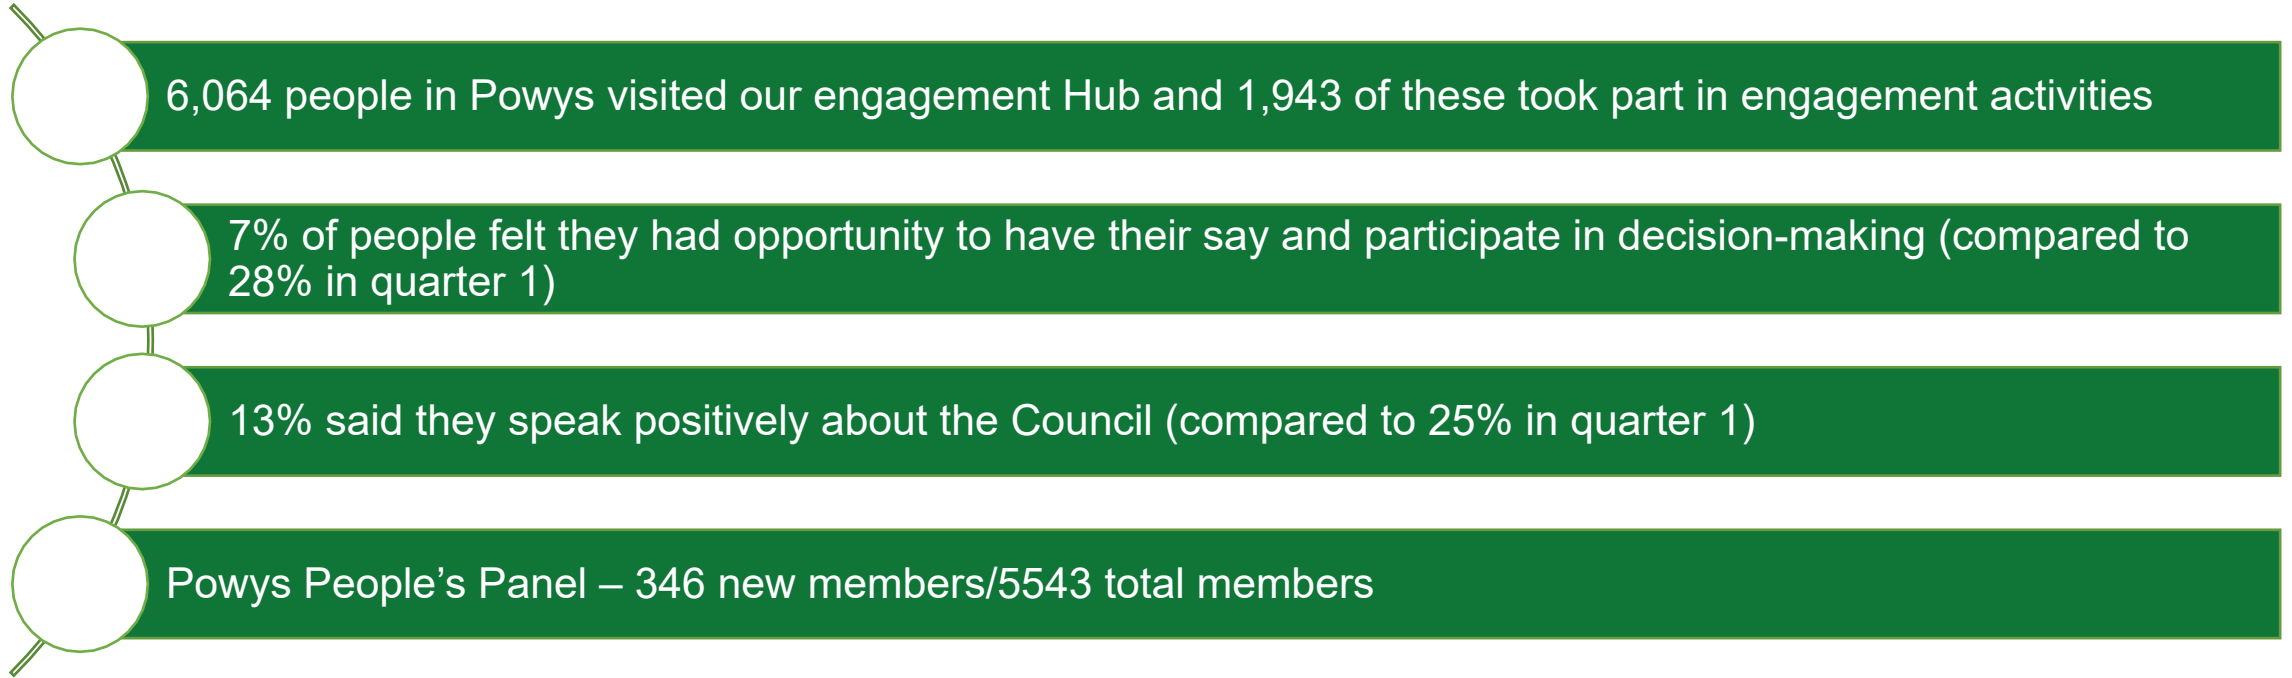 6,064 people in Powys visited our engagement Hub and 1,943 of these took part in engagement activities
7% of people felt they had opportunity to have their say and participate in decision-making (compared to
28% in quarter 1)
13% said they speak positively about the Council (compared to 25% in quarter 1)
Powys People’s Panel – 346 new members/5543 total members